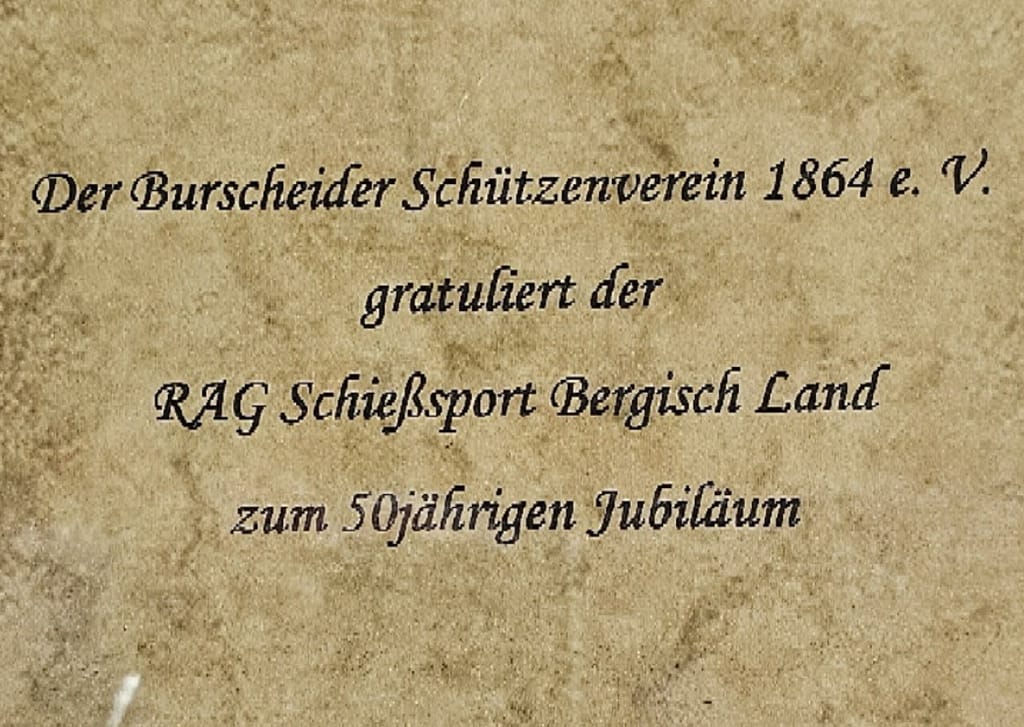 Der Burscheider Schützenverein 1864 e. V.
gratuliert der
RAG Schießsport Bergisch Land
zum 50jährigen Jubiläum